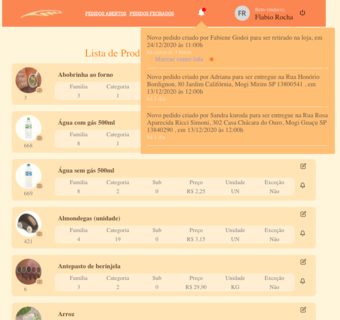 PEDIDOS ABERTOS PEDIDOS FECHADOS
FR
Flabio Rocha
Novo pedido criado por Fabiene Godoi para ser retirado na loja, em
24/12/2020 às 11:00h
Marcar como lida
Novo pedido criado por Adriana para ser entregue na Rua Honório
Bordignon, 80 Jardim Califórnia, Mogi Mirim SP 13800541 , em
13/12/2020 às 12:00h
Novo pedido criado por Sandra kuroda para ser entregue na Rua Rosa
Aparecida Ricci Simoni, 302 Casa Chácara do Ouro, Mogi Guaçu SP
13840290 , em 13/12/2020 às 12:00h
Lista de Prod
Abobrinha ao forno
Família Categoria
3 1
3
Água com gás 500ml
Família Categoria
8 1
668
Água sem gás 500ml
Família Categoria Sub Preço Unidade Exceção
8 2 0 R$ 2,25 UN Não
669
Almondegas (unidade)
Família Categoria Sub Preço Unidade Exceção
4 19 0 R$ 3,15 UN Não
421
Antepasto de berinjela
Família Categoria Sub Preço Unidade Exceção
3 2 0 R$ 29,90 KG Não
6
Arroz